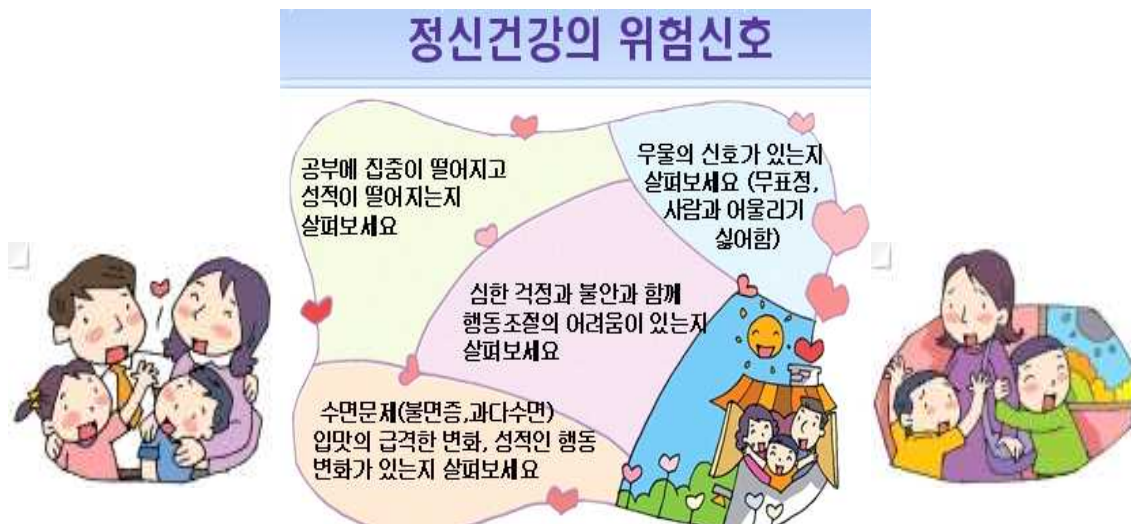 정신건강의 위험신호
공부에 집중이 떨어지고
성적이 떨어지는지
살펴보세요
우울의 신호가 있는지
살펴보세요 (무표정,
사람과 어울리기
싫어함)
심한 걱정과 불안과 함께
행동조절의 어려움이 있는지
살펴보세요
수면문제(불면증,과다수면)
입맛의 급격한 변화, 성적인 행동
변화가 있는지 살펴보세요